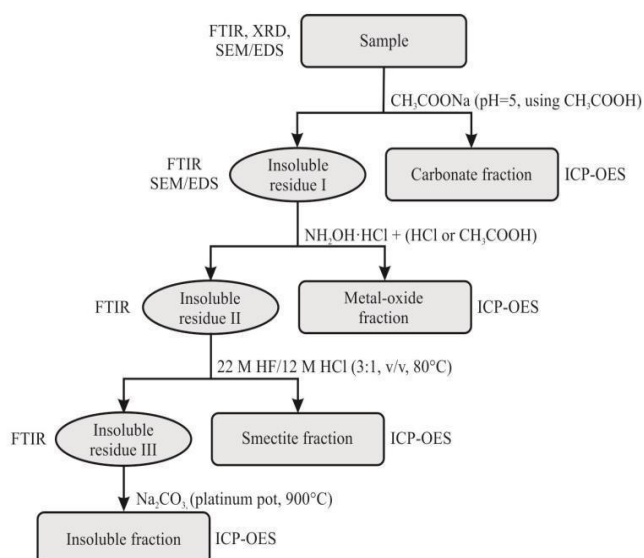 FTIR, XRD,
SEM/EDS
Sample
CH₃COONa (pH=5, using CH₃COOH)
FTIR
SEM/EDS
Insoluble
residue I
Carbonate fraction
ICP-OES
NH₂OH·HCl + (HCl or CH₃COOH)
FTIR
Insoluble
residue II
Metal-oxide
fraction
ICP-OES
22 M HF/12 M HCl (3:1, v/v, 80°C)
FTIR
Insoluble
residue III
Smectite fraction
ICP-OES
Na₂CO₃, (platinum pot, 900°C)
Insoluble fraction
ICP-OES